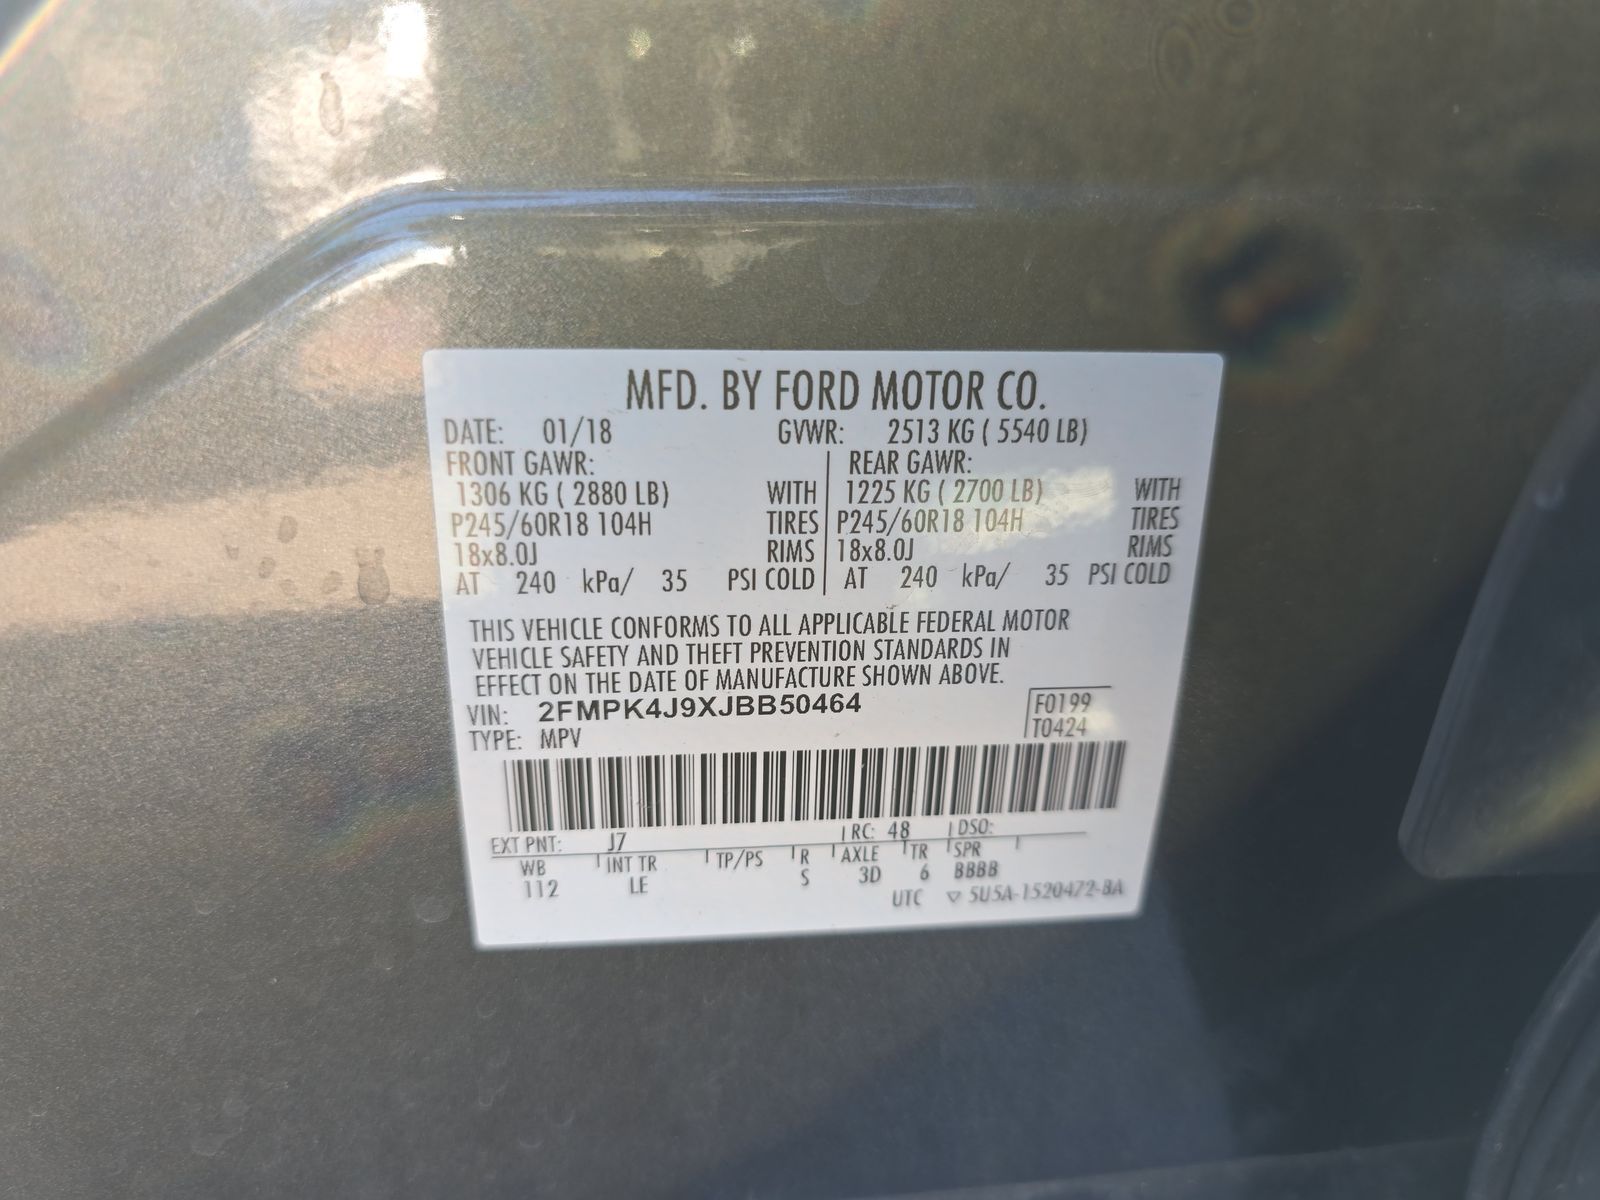 MFD. BY FORD MOTOR CO.
DATE: 01/18 GVWR: 2513 KG ( 5540 LB)
FRONT GAWR: REAR GAWR:
1306 KG ( 2880 LB) WITH 1225 KG ( 2700 LB) WITH
P245/60R18 104H TIRES P245/60R18 104H TIRES
18x8.0J RIMS 18x8.0J RIMS
AT 240 kPa/ 35 PSI COLD AT 240 kPa/ 35 PSI COLD
THIS VEHICLE CONFORMS TO ALL APPLICABLE FEDERAL MOTOR
VEHICLE SAFETY AND THEFT PREVENTION STANDARDS IN
EFFECT ON THE DATE OF MANUFACTURE SHOWN ABOVE.
VIN: 2FMPK4J9XJBB50464 F0199
TYPE: MPV T0424
EXT PNT: J7 RC: 48 DSO:
WB INT TR TP/PS R AXLE TR SPR
112 LE S 3D 6 BBBB
UTC ▽ 5U5A-1520472-BA